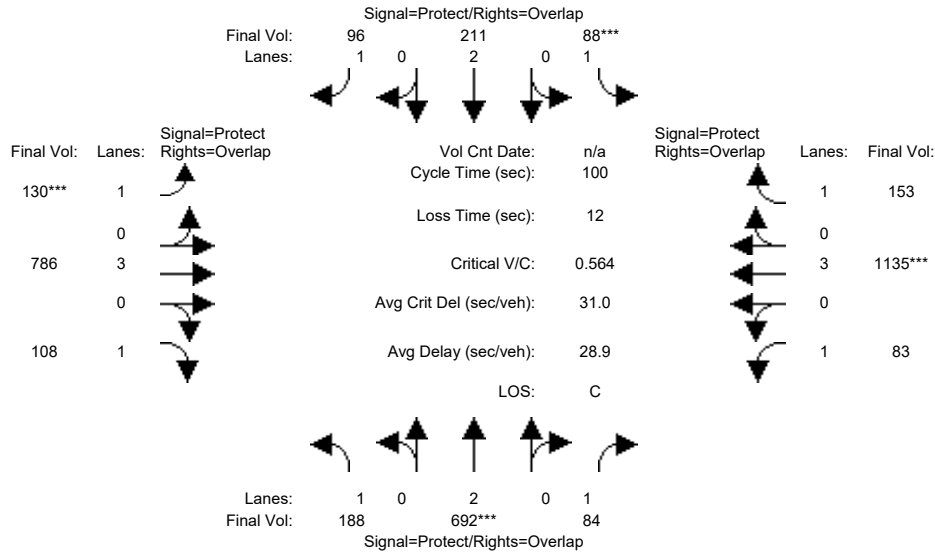 Signal=Protect/Rights=Overlap
Final Vol: 96 211 88***
Lanes: 1 0 2 0 1
Signal=Protect Signal=Protect
Final Vol: Lanes: Rights=Overlap Vol Cnt Date: n/a Rights=Overlap Lanes: Final Vol:
Cycle Time (sec): 100
130*** 1 1 153
Loss Time (sec): 12
0 0
786 3 Critical V/C: 0.564 3 1135***
0 Avg Crit Del (sec/veh): 31.0 0
108 1 Avg Delay (sec/veh): 28.9 1 83
LOS: C
Lanes: 1 0 2 0 1
Final Vol: 188 692*** 84
Signal=Protect/Rights=Overlap